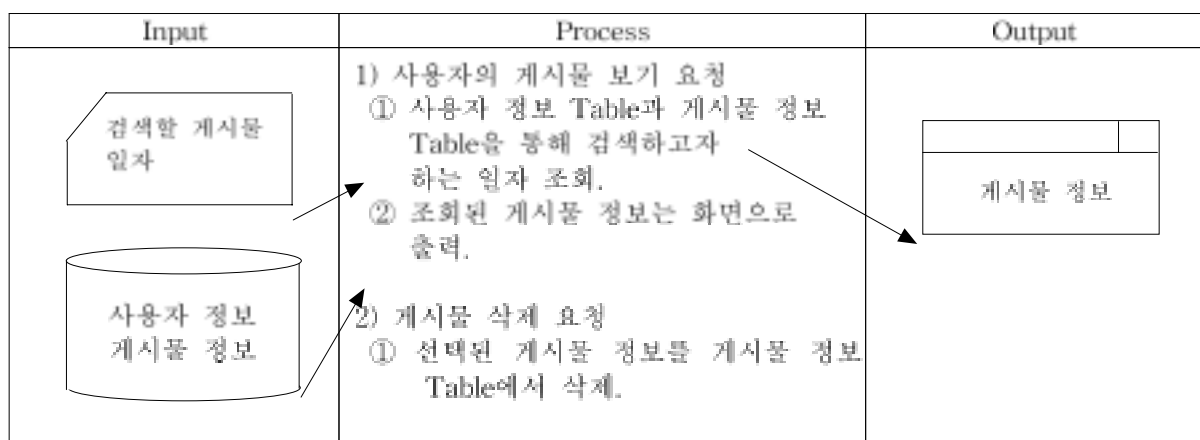 Input
Process
Output
검색할 게시물
일자
사용자 정보
게시물 정보
1) 사용자의 게시물 보기 요청
① 사용자 정보 Table과 게시물 정보
Table을 통해 검색하고자
하는 일자 조회.
② 조회된 게시물 정보는 화면으로
출력.
2) 게시물 삭제 요청
① 선택된 게시물 정보를 게시물 정보
Table에서 삭제.
게시물 정보